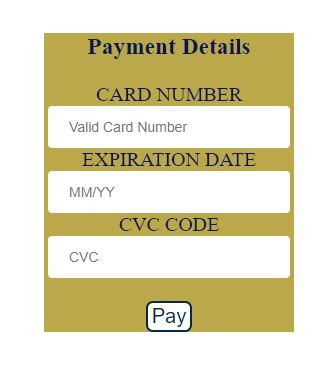 Payment Details
CARD NUMBER
Valid Card Number
EXPIRATION DATE
MM/YY
CVC CODE
CVC
Pay